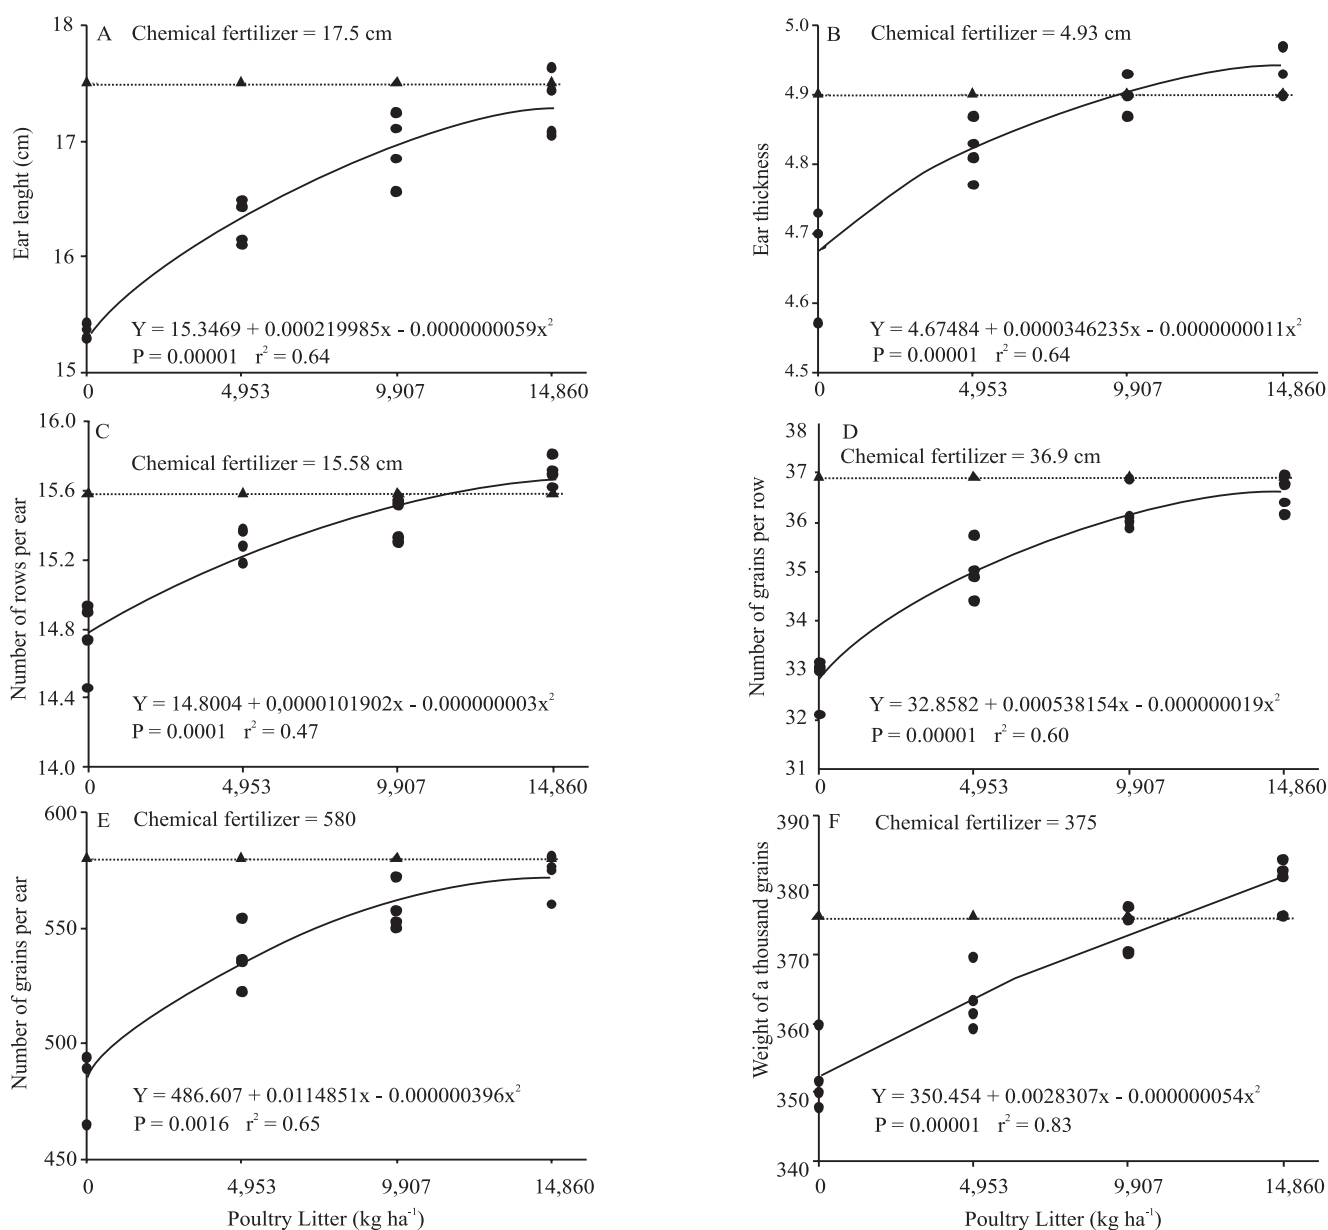 A Chemical fertilizer = 17.5 cm
18
17
16
15
Ear lenght (cm)
Y = 15.3469 + 0.000219985x - 0.0000000059x²
P = 0.00001 r² = 0.64
0 4,953 9,907 14,860
B Chemical fertilizer = 4.93 cm
5.0
4.9
4.8
4.7
4.6
4.5
Ear thickness
Y = 4.67484 + 0.0000346235x - 0.0000000011x²
P = 0.00001 r² = 0.64
0 4,953 9,907 14,860
C
Chemical fertilizer = 15.58 cm
16.0
15.6
15.2
14.8
14.4
14.0
Number of rows per ear
Y = 14.8004 + 0,0000101902x - 0.000000003x²
P = 0.0001 r² = 0.47
0 4,953 9,907 14,860
D
Chemical fertilizer = 36.9 cm
38
37
36
35
34
33
32
31
Number of grains per row
Y = 32.8582 + 0.000538154x - 0.000000019x²
P = 0.00001 r² = 0.60
0 4,953 9,907 14,860
E Chemical fertilizer = 580
600
550
500
450
Number of grains per ear
Y = 486.607 + 0.0114851x - 0.000000396x²
P = 0.0016 r² = 0.65
0 4,953 9,907 14,860
Poultry Litter (kg ha⁻¹)
F Chemical fertilizer = 375
390
380
370
360
350
340
Weight of a thousand grains
Y = 350.454 + 0.0028307x - 0.000000054x²
P = 0.00001 r² = 0.83
0 4,953 9,907 14,860
Poultry Litter (kg ha⁻¹)